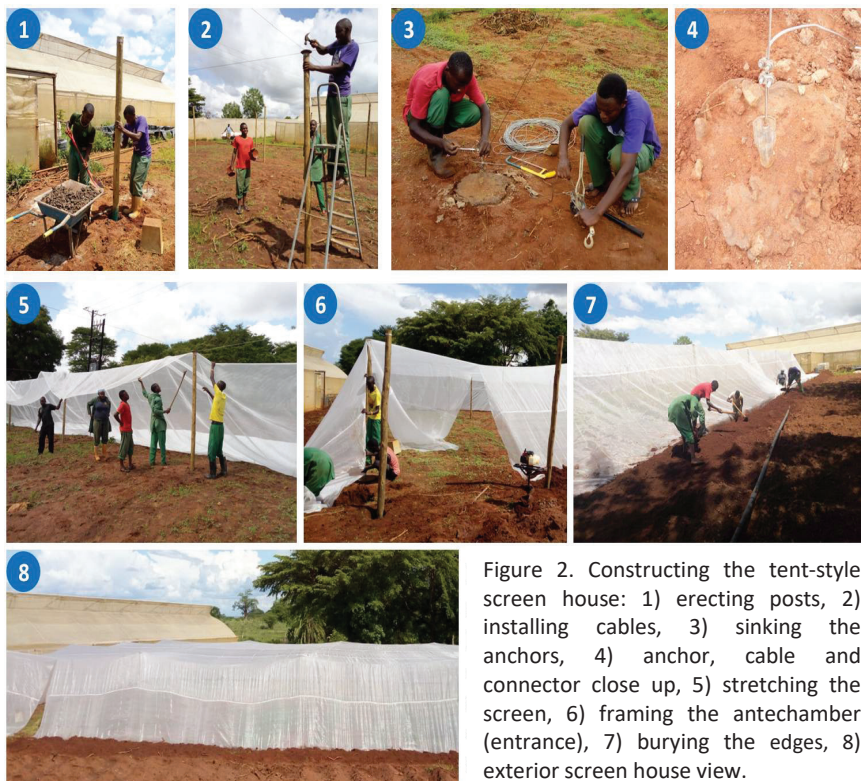 1
2
3
4
5
6
7
8
Figure 2. Constructing the tent-style
screen house: 1) erecting posts, 2)
installing cables, 3) sinking the
anchors, 4) anchor, cable and
connector close up, 5) stretching the
screen, 6) framing the antechamber
(entrance), 7) burying the edges, 8)
exterior screen house view.